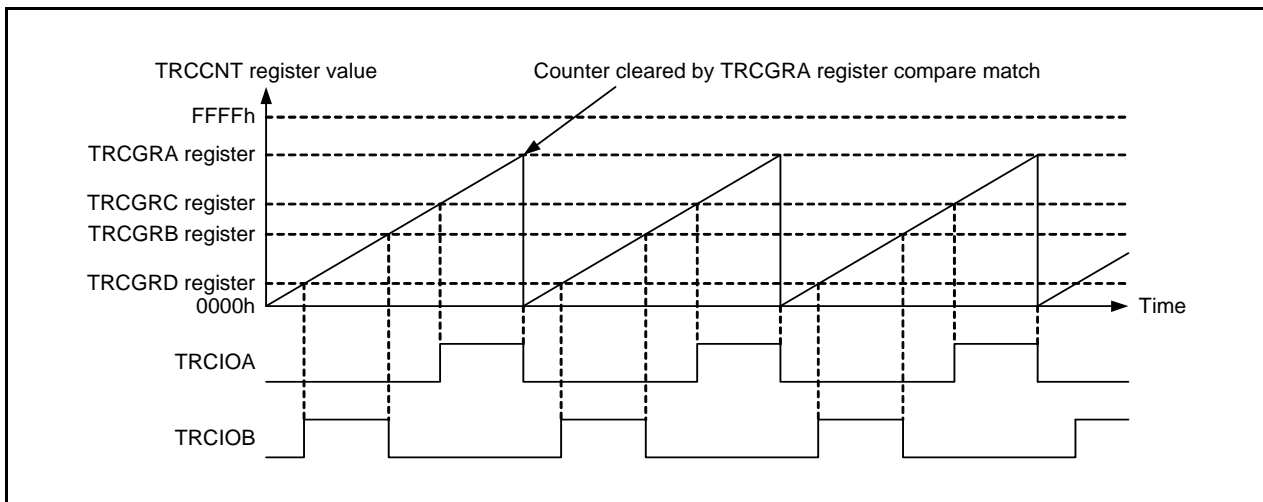 TRCCNT register value
Counter cleared by TRCGRA register compare match
FFFFh
TRCGRA register
TRCGRC register
TRCGRB register
TRCGRD register
0000h
Time
TRCIOA
TRCIOB